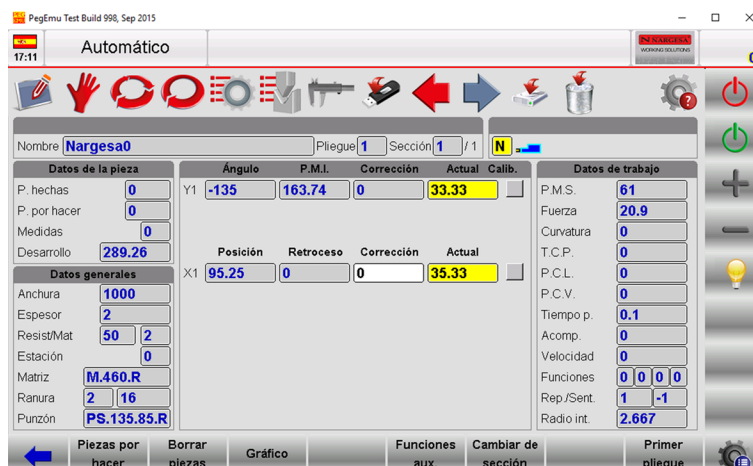 PegEmu Test Build 998, Sep 2015
17:11
Automático
N NARGESA
WORKING SOLUTIONS
Nombre Nargesa0 Pliegue 1 Sección 1 / 1 N
Datos de la pieza
P. hechas 0
P. por hacer 0
Medidas 0
Desarrollo 289.26
Datos generales
Anchura 1000
Espesor 2
Resist/Mat 50 2
Estación 0
Matriz M.460.R
Ranura 2 16
Punzón PS.135.85.R
Ángulo P.M.I. Corrección Actual Calib.
Y1 -135 163.74 0 33.33
Posición Retroceso Corrección Actual
X1 95.25 0 0 35.33
Datos de trabajo
P.M.S. 61
Fuerza 20.9
Curvatura 0
T.C.P. 0
P.C.L. 0
P.C.V. 0
Tiempo p. 0.1
Acomp. 0
Velocidad 0
Funciones 0 0 0 0
Rep./Sent. 1 -1
Radio int. 2.667
Piezas por
hacer
Borrar
piezas
Gráfico
Funciones
aux
Cambiar de
sección
Primer
pliegue